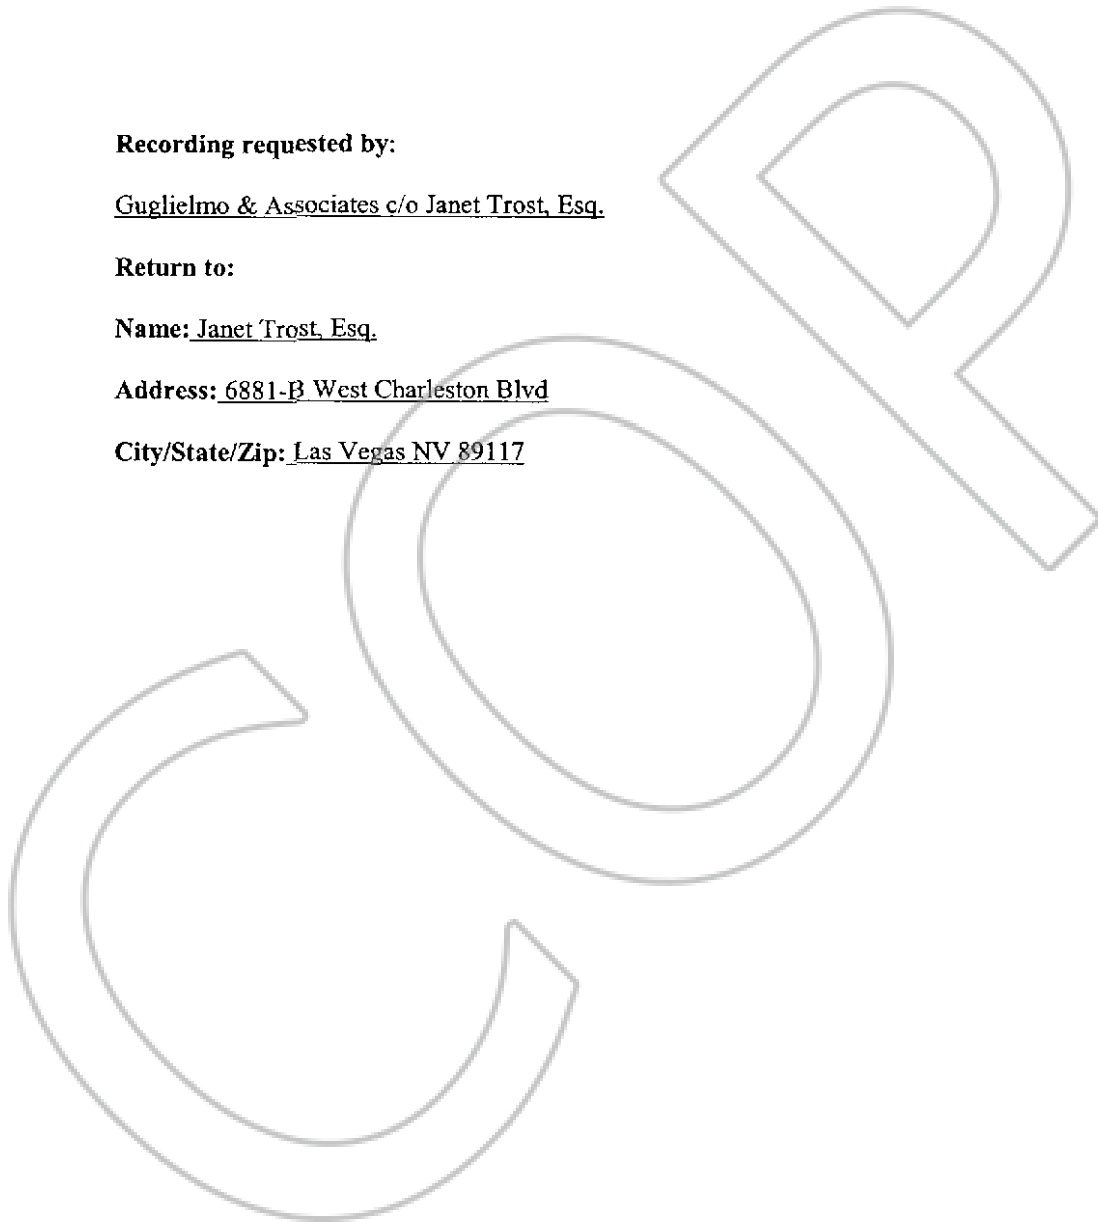 Recording requested by:
Guglielmo & Associates c/o Janet Trost, Esq.
Return to:
Name: Janet Trost, Esq.
Address: 6881-B West Charleston Blvd
City/State/Zip: Las Vegas NV 89117
COP